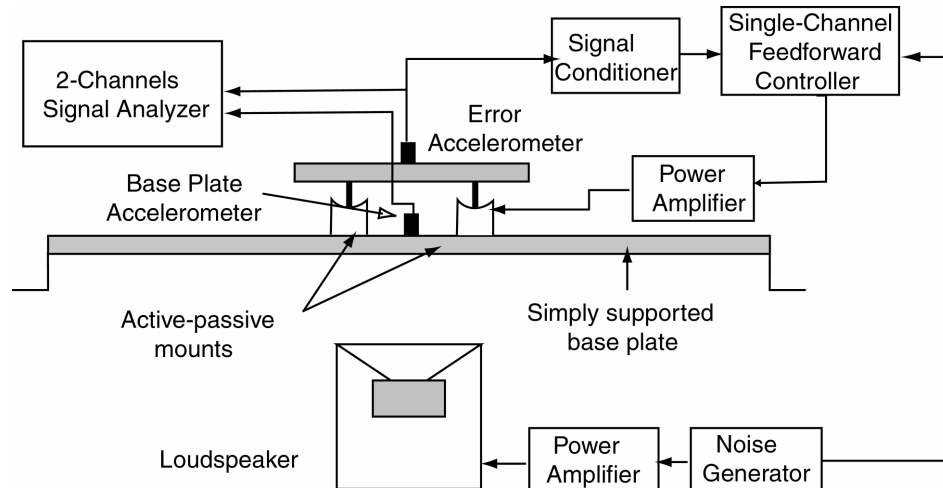 2-Channels
Signal Analyzer
Signal
Conditioner
Single-Channel
Feedforward
Controller
Error
Accelerometer
Base Plate
Accelerometer
Power
Amplifier
Active-passive
mounts
Simply supported
base plate
Loudspeaker
Power
Amplifier
Noise
Generator